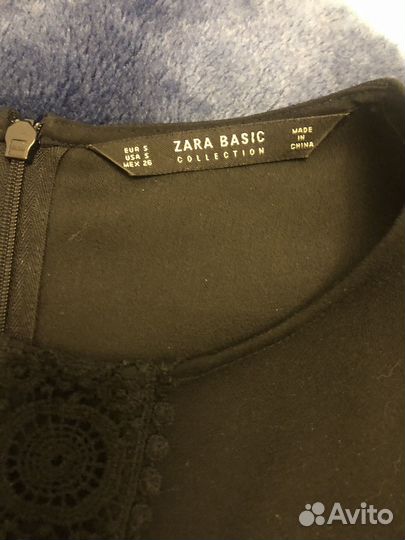 EUR S
USA S
MEX 26
ZARA BASIC
COLLECTION
MADE
IN
CHINA
Avito